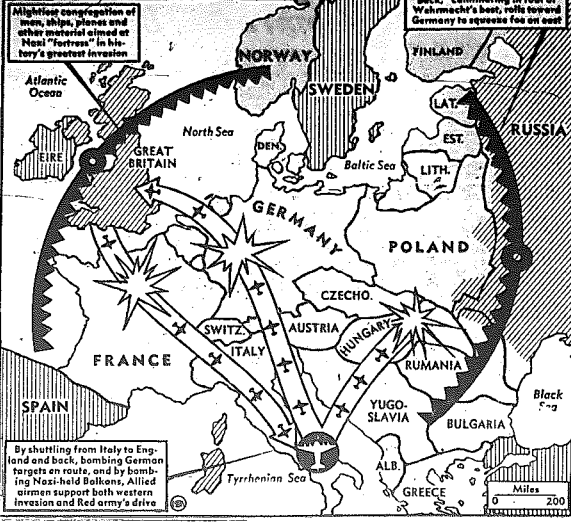 Mightiest congregation of
men, ships, planes and
other material aimed at
Nazi "fortress" in his-
tory's greatest invasion
Wehrmacht's best, rolls toward
Germany to squeeze foe on east
NORWAY
FINLAND
SWEDEN
Atlantic
Ocean
North Sea
LAT.
EST.
RUSSIA
EIRE
GREAT
BRITAIN
DEN.
Baltic Sea
LITH.
GERMANY
POLAND
CZECHO.
SWITZ.
AUSTRIA
HUNGARY
ITALY
FRANCE
RUMANIA
SPAIN
YUGO-
SLAVIA
Black
Sea
BULGARIA
By shuttling from Italy to Eng-
land and back, bombing German
targets en route, and by bomb-
ing Nazi-held Balkans, Allied
airmen support both western
invasion and Red army's drive
Tyrrhenian Sea
ALB.
GREECE
Miles
0 200